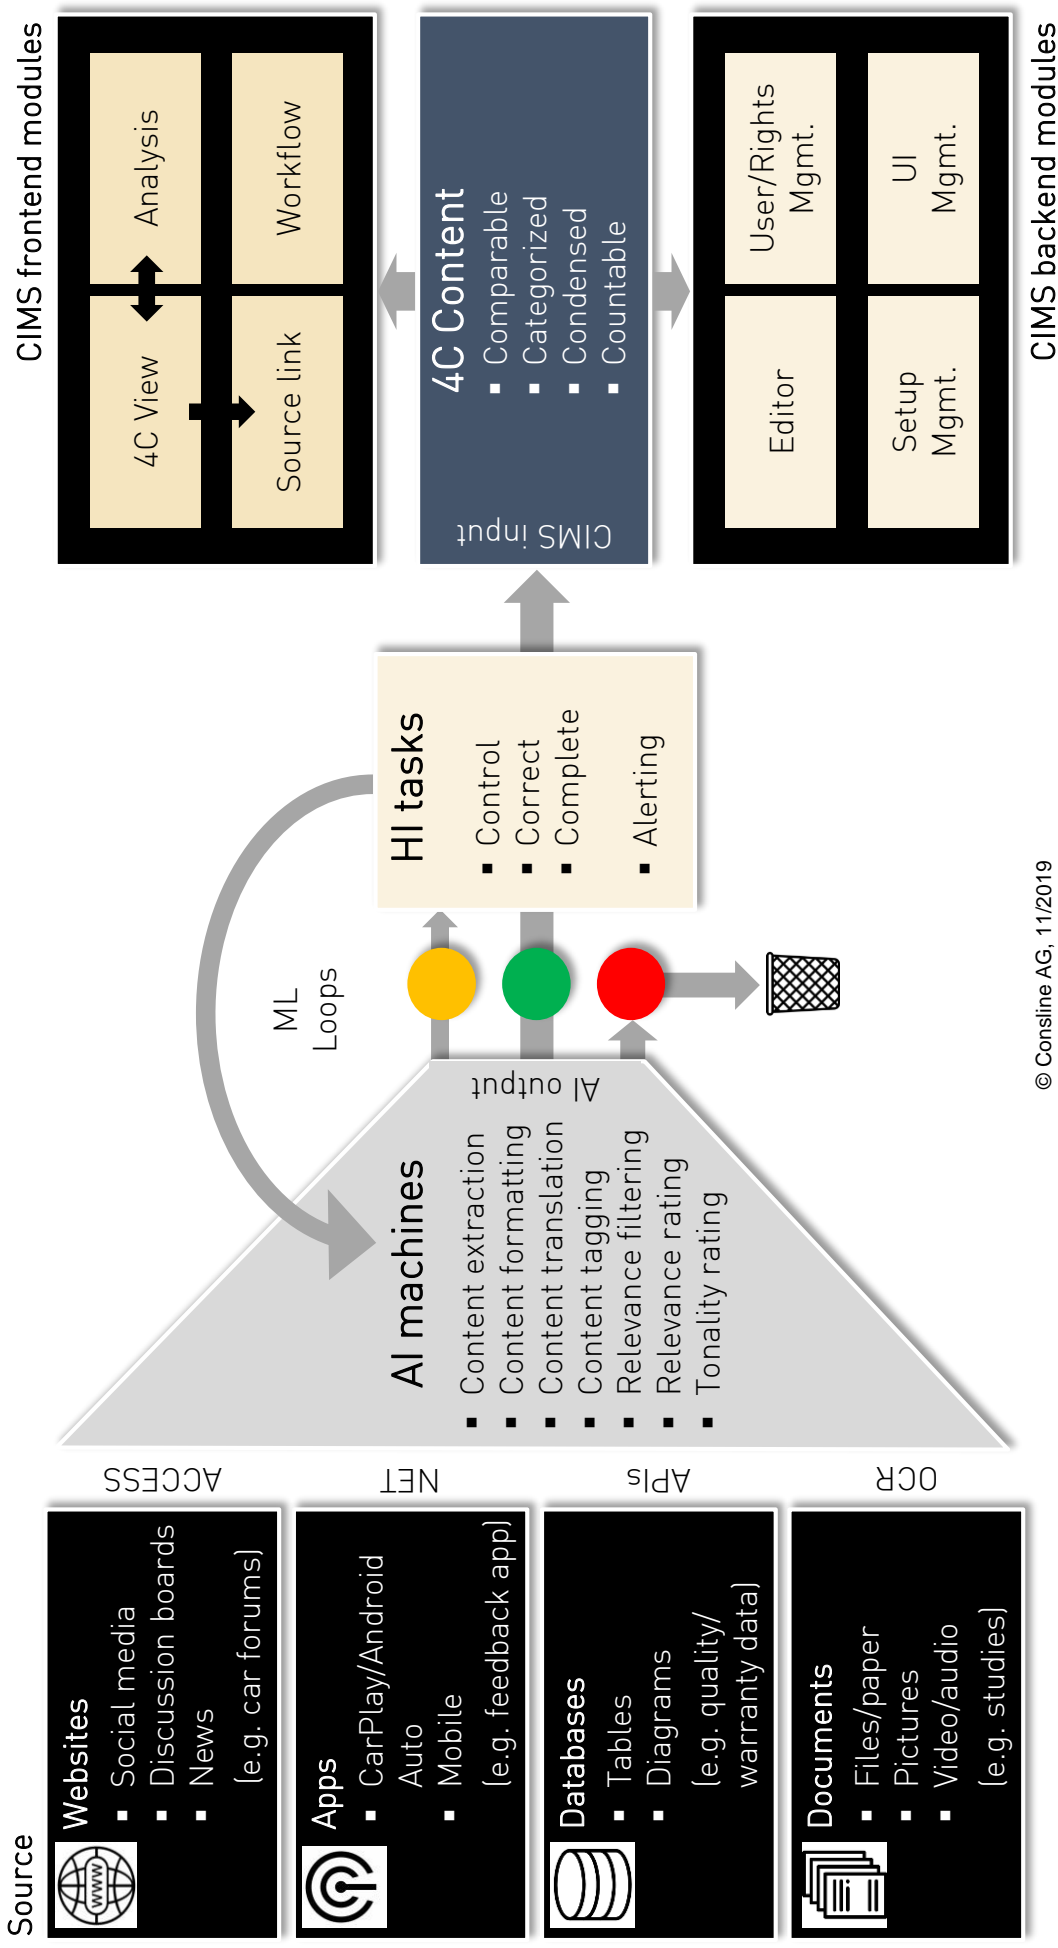 Source
Websites
▪ Social media
▪ Discussion boards
▪ News
(e.g. car forums)
Apps
▪ CarPlay/Android
Auto
▪ Mobile
(e.g. feedback app)
Databases
▪ Tables
▪ Diagrams
(e.g. quality/
warranty data)
Documents
▪ Files/paper
▪ Pictures
▪ Video/audio
(e.g. studies)
www
ACCESS
NET
APIs
OCR
AI machines
▪ Content extraction
▪ Content formatting
▪ Content translation
▪ Content tagging
▪ Relevance filtering
▪ Relevance rating
▪ Tonality rating
AI output
ML
Loops
HI tasks
▪ Control
▪ Correct
▪ Complete
▪ Alerting
CIMS input
4C Content
▪ Comparable
▪ Categorized
▪ Condensed
▪ Countable
CIMS frontend modules
4C View
Analysis
Source link
Workflow
Editor
User/Rights
Mgmt.
Setup
Mgmt.
UI
Mgmt.
CIMS backend modules
© Consline AG, 11/2019